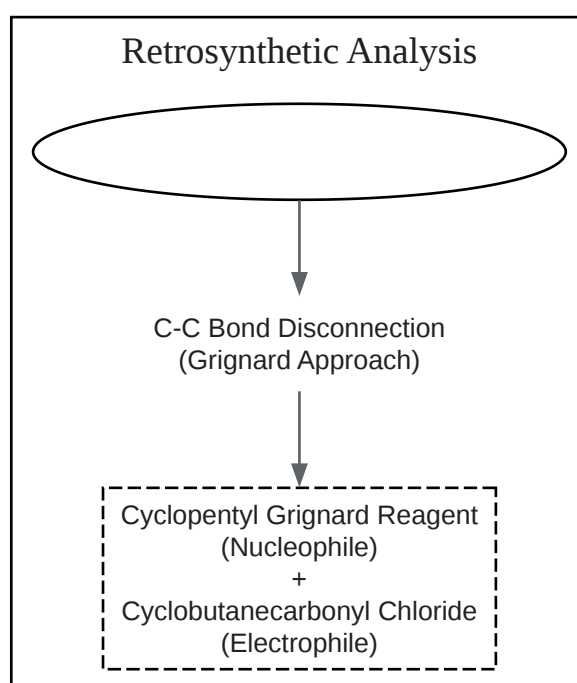 Retrosynthetic Analysis
C-C Bond Disconnection
(Grignard Approach)
Cyclopentyl Grignard Reagent
(Nucleophile)
+
Cyclobutanecarbonyl Chloride
(Electrophile)